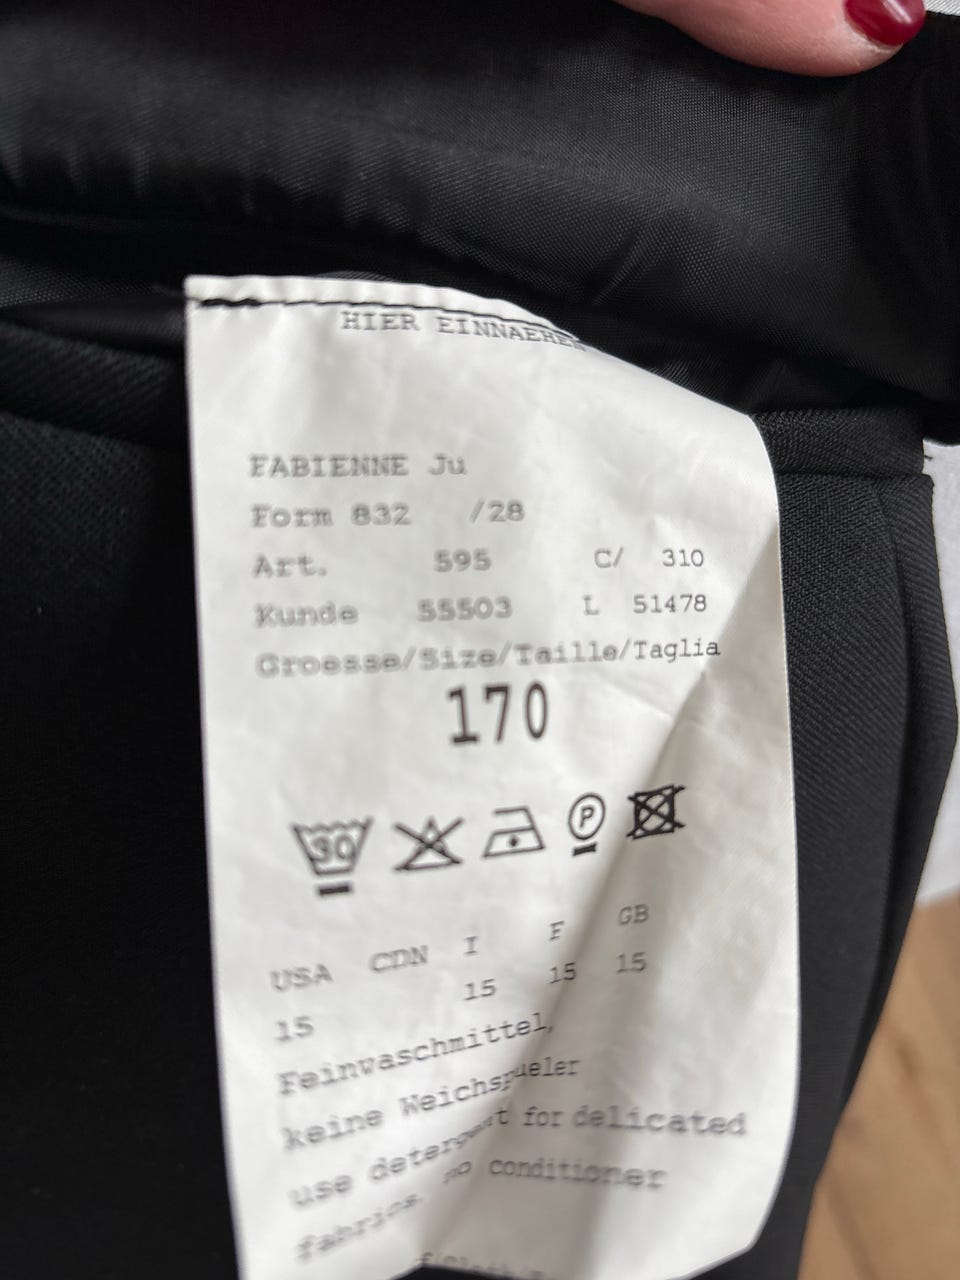 HIER EINNAEHEN
FABIENNE Ju
Form 832 /28
Art. 595 C/ 310
Kunde 55503 L 51478
Groesse/Size/Taille/Taglia
170
30 P
USA CDN I F GB
15 15 15 15
Feinwaschmittel,
keine Weichspueler
use detergent for delicated
fabrics. no conditioner